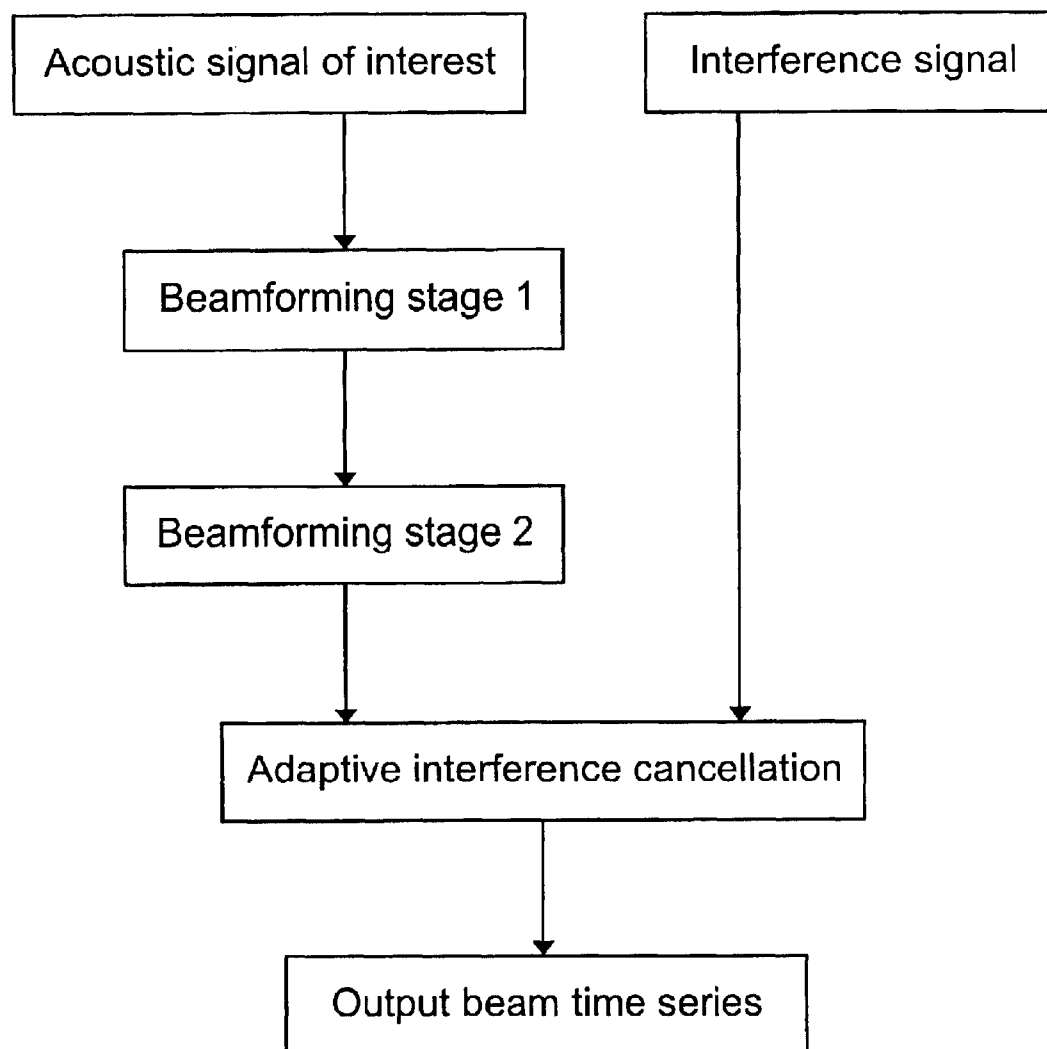 Acoustic signal of interest
Interference signal
Beamforming stage 1
Beamforming stage 2
Adaptive interference cancellation
Output beam time series